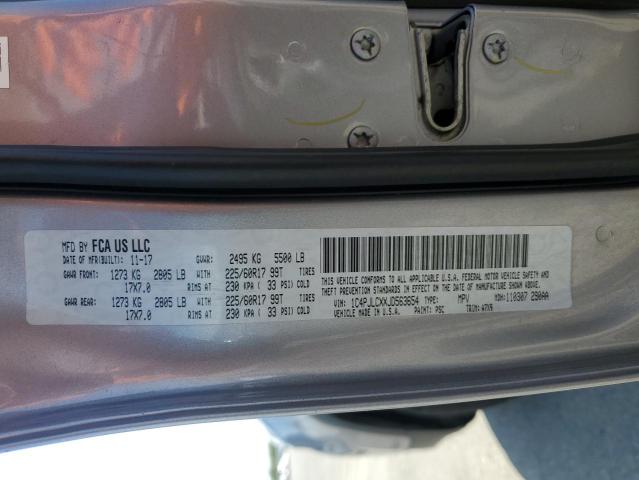 MFD BY FCA US LLC
DATE OF MFR(BUILT): 11-17 GVWR: 2495 KG 5500 LB
GAWR FRONT: 1273 KG 2805 LB WITH 225/60R17 99T TIRES
17X7.0 RIMS AT 230 KPA ( 33 PSI) COLD
GAWR REAR: 1273 KG 2805 LB WITH 225/60R17 99T TIRES
17X7.0 RIMS AT 230 KPA ( 33 PSI) COLD
THIS VEHICLE CONFORMS TO ALL APPLICABLE U.S.A. FEDERAL MOTOR VEHICLE SAFETY AND
THEFT PREVENTION STANDARDS IN EFFECT ON THE DATE OF MANUFACTURE SHOWN ABOVE.
VIN: 1C4PJLCXXJD563654 TYPE: MPV MDH: 110307 290AA
VEHICLE MADE IN U.S.A. PAINT: PSC TRIM: A7X9